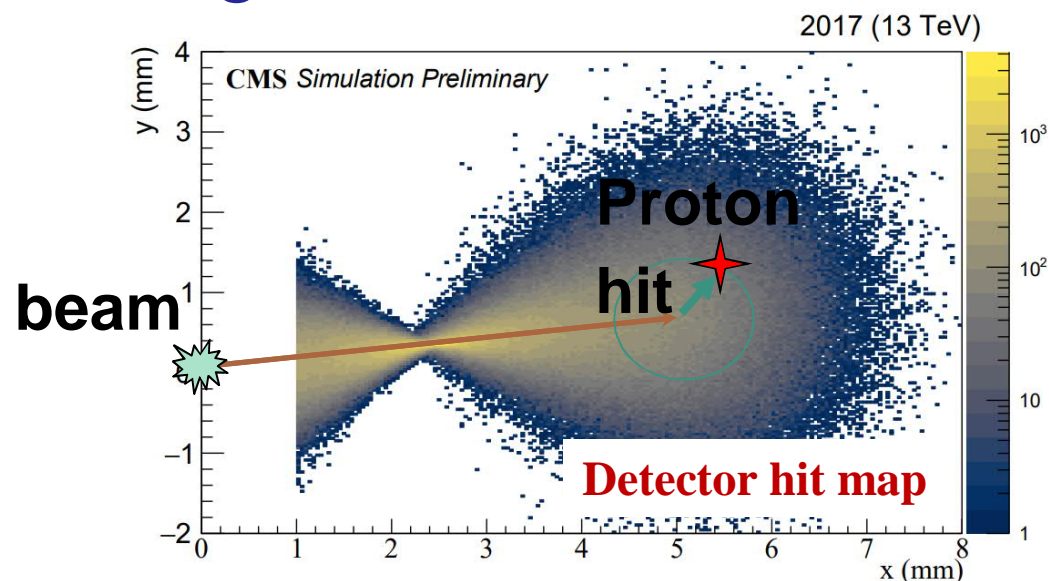 2017 (13 TeV)
CMS Simulation Preliminary
y (mm)
4
3
2
1
0
−1
−2
beam
Proton
hit
Detector hit map
0 1 2 3 4 5 6 7 8
x (mm)
10³
10²
10
1